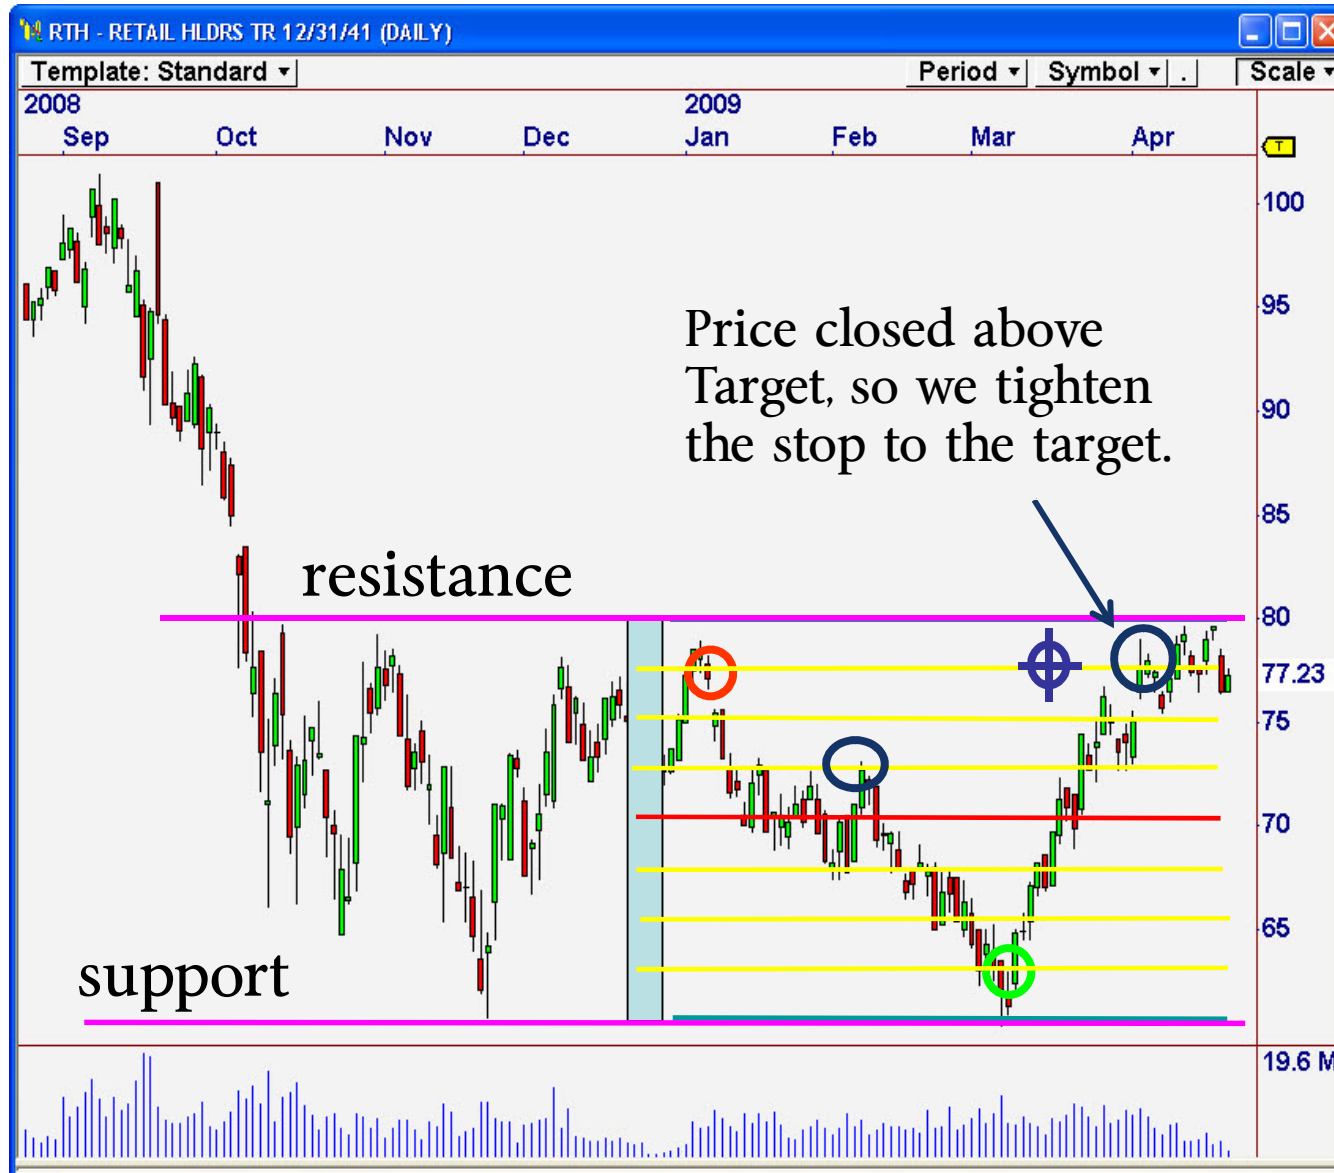 RTH - RETAIL HLDRS TR 12/31/41 (DAILY)
Template: Standard
Period
Symbol
.
Scale
2008
2009
Sep
Oct
Nov
Dec
Jan
Feb
Mar
Apr
T
100
95
Price closed above
Target, so we tighten
the stop to the target.
90
85
resistance
80
77.23
75
70
65
support
19.6 M